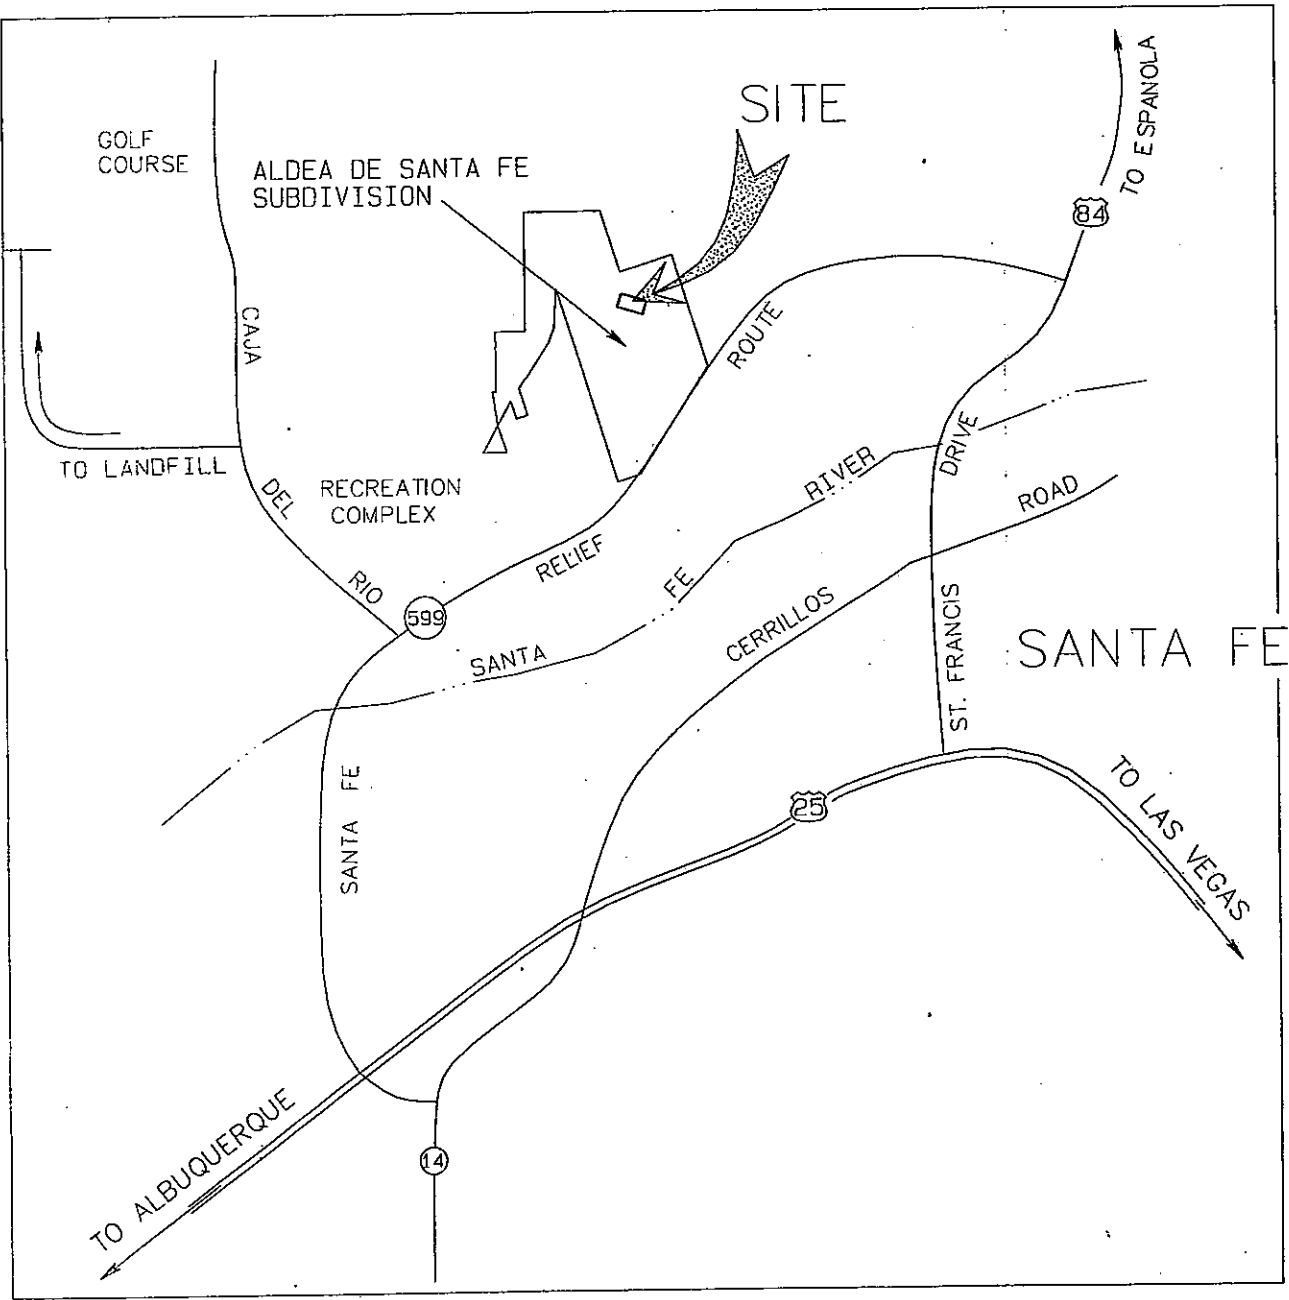 SITE
GOLF
COURSE
ALDEA DE SANTA FE
SUBDIVISION
TO ESPANOLA
84
CAJA
DEL
RIO
TO LANDFILL
RECREATION
COMPLEX
599
SANTA FE
RELIEF
ROUTE
SANTA
FE
RIVER
CERRILLOS
ROAD
ST. FRANCIS
DRIVE
SANTA FE
25
TO LAS VEGAS
TO ALBUQUERQUE
14